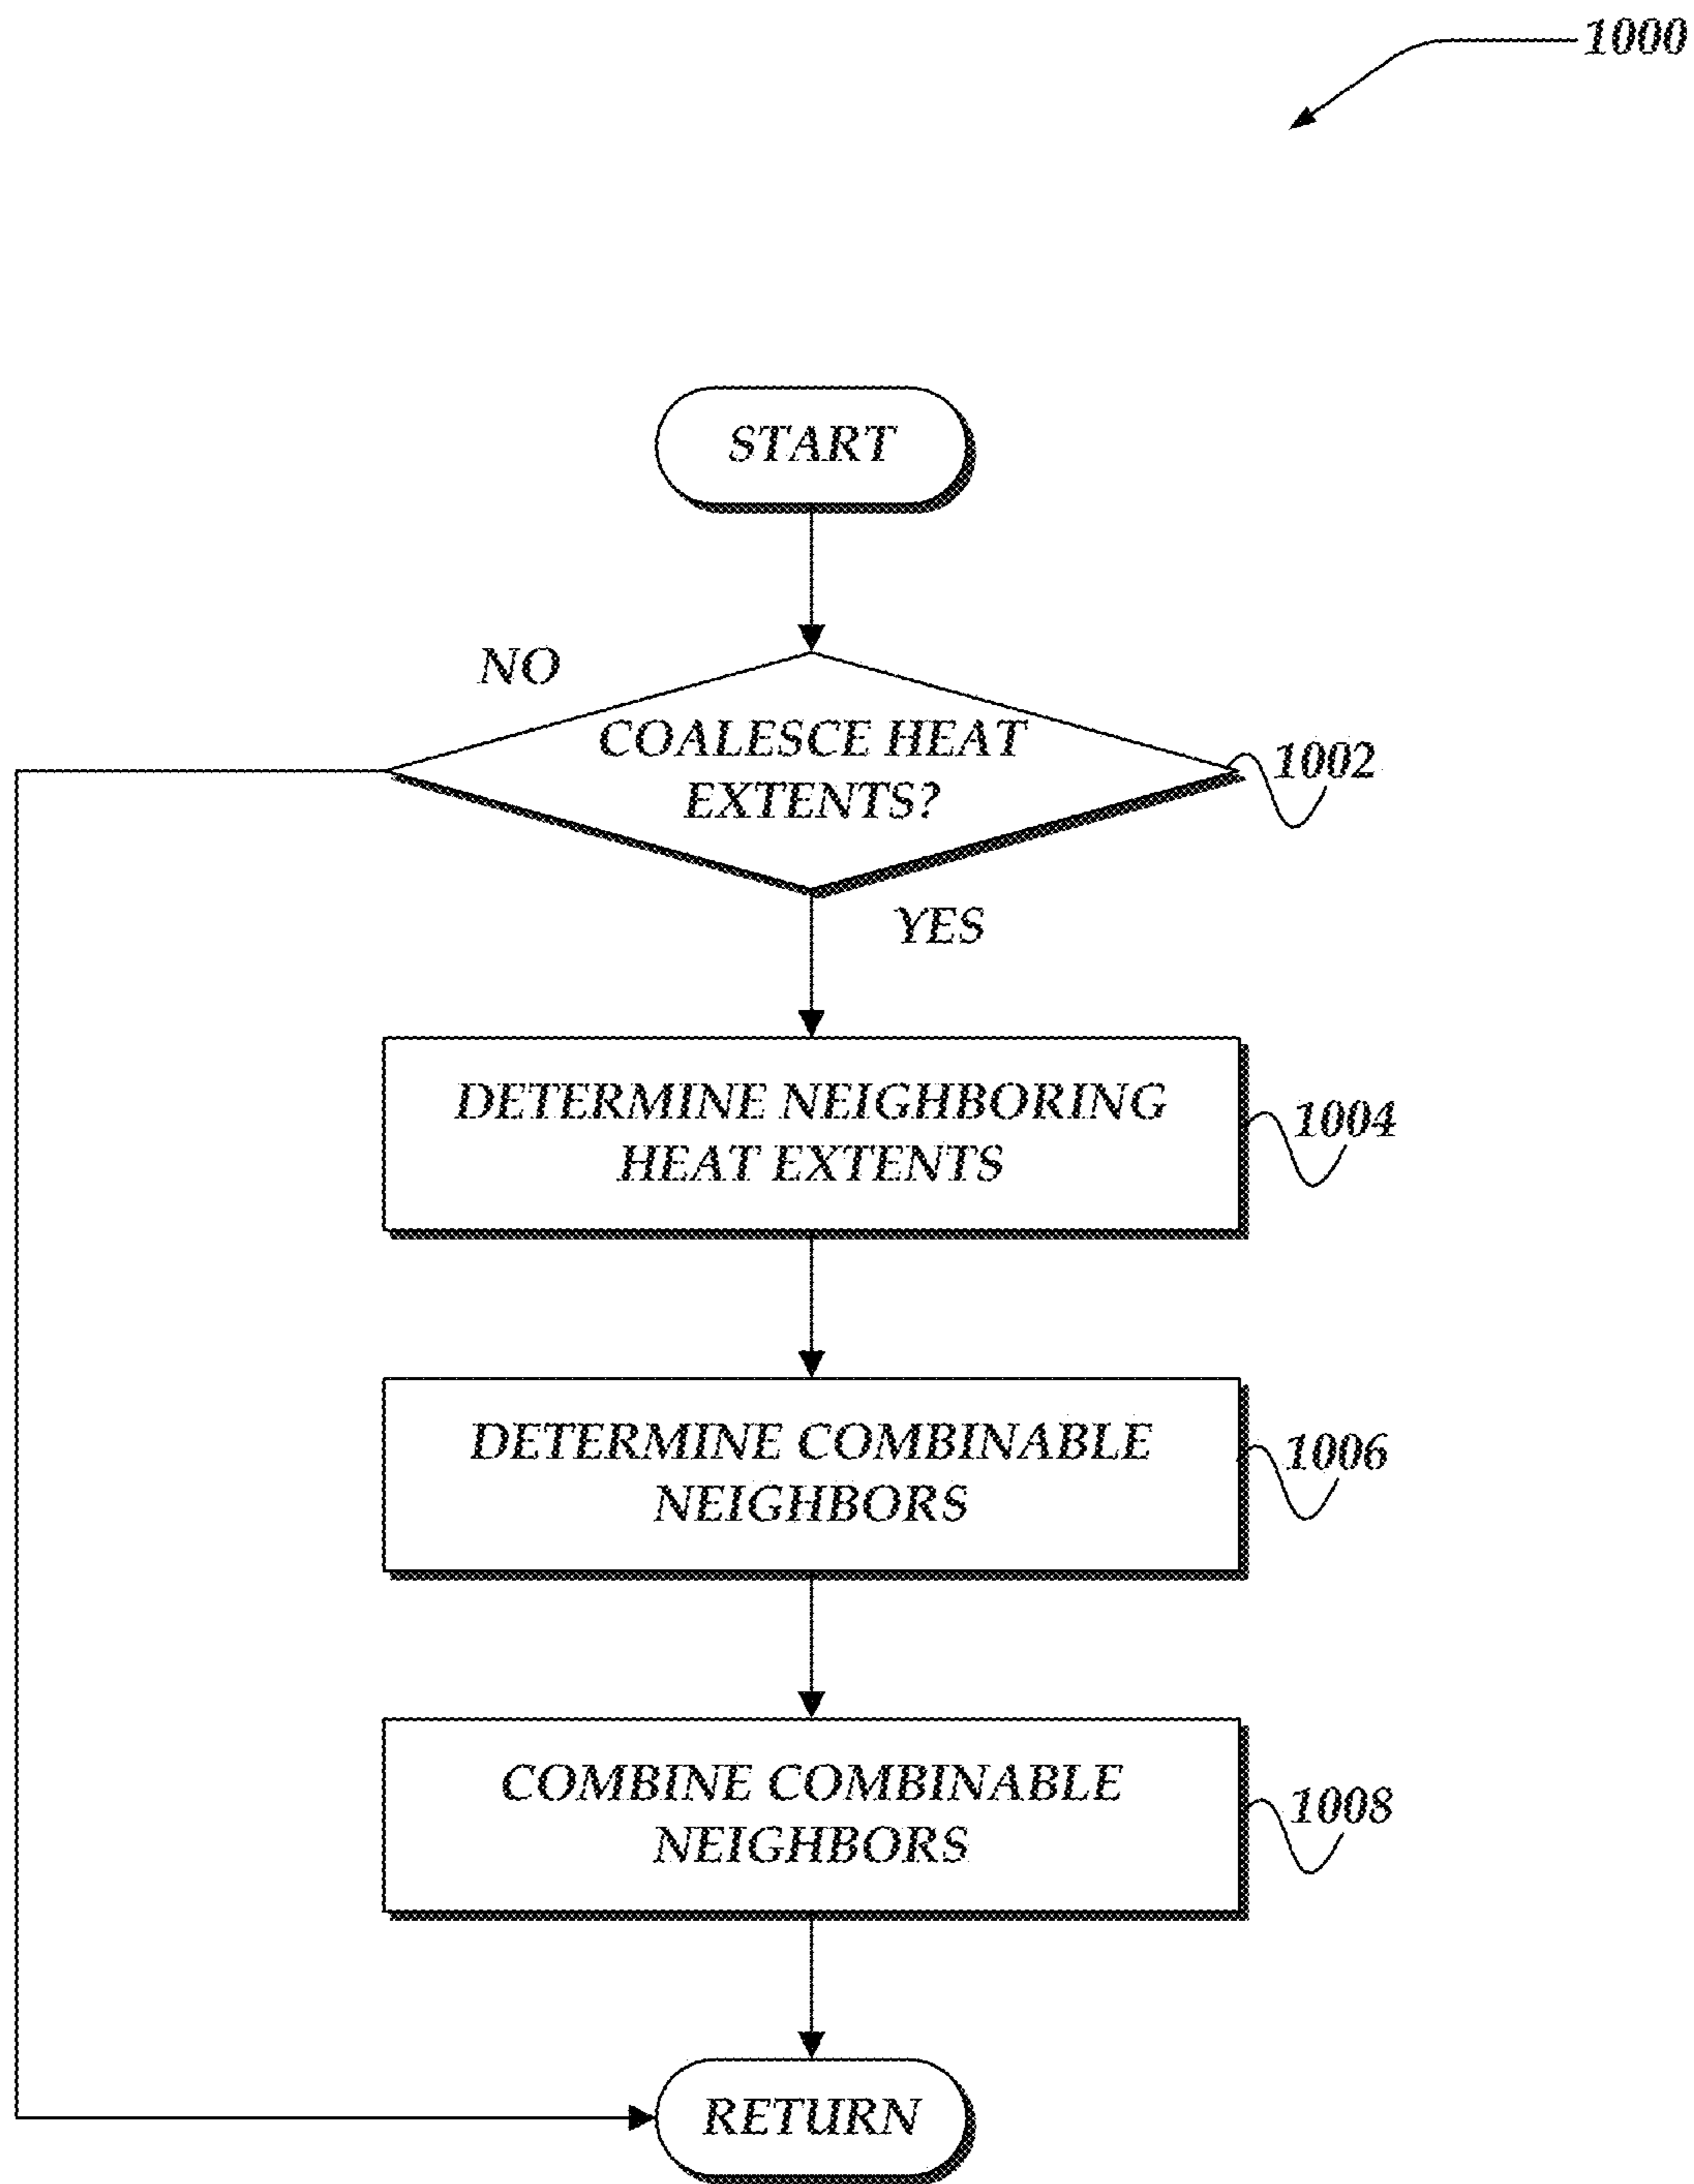 1000
START
NO
COALESCE HEAT
EXTENTS?
1002
YES
DETERMINE NEIGHBORING
HEAT EXTENTS
1004
DETERMINE COMBINABLE
NEIGHBORS
1006
COMBINE COMBINABLE
NEIGHBORS
1008
RETURN